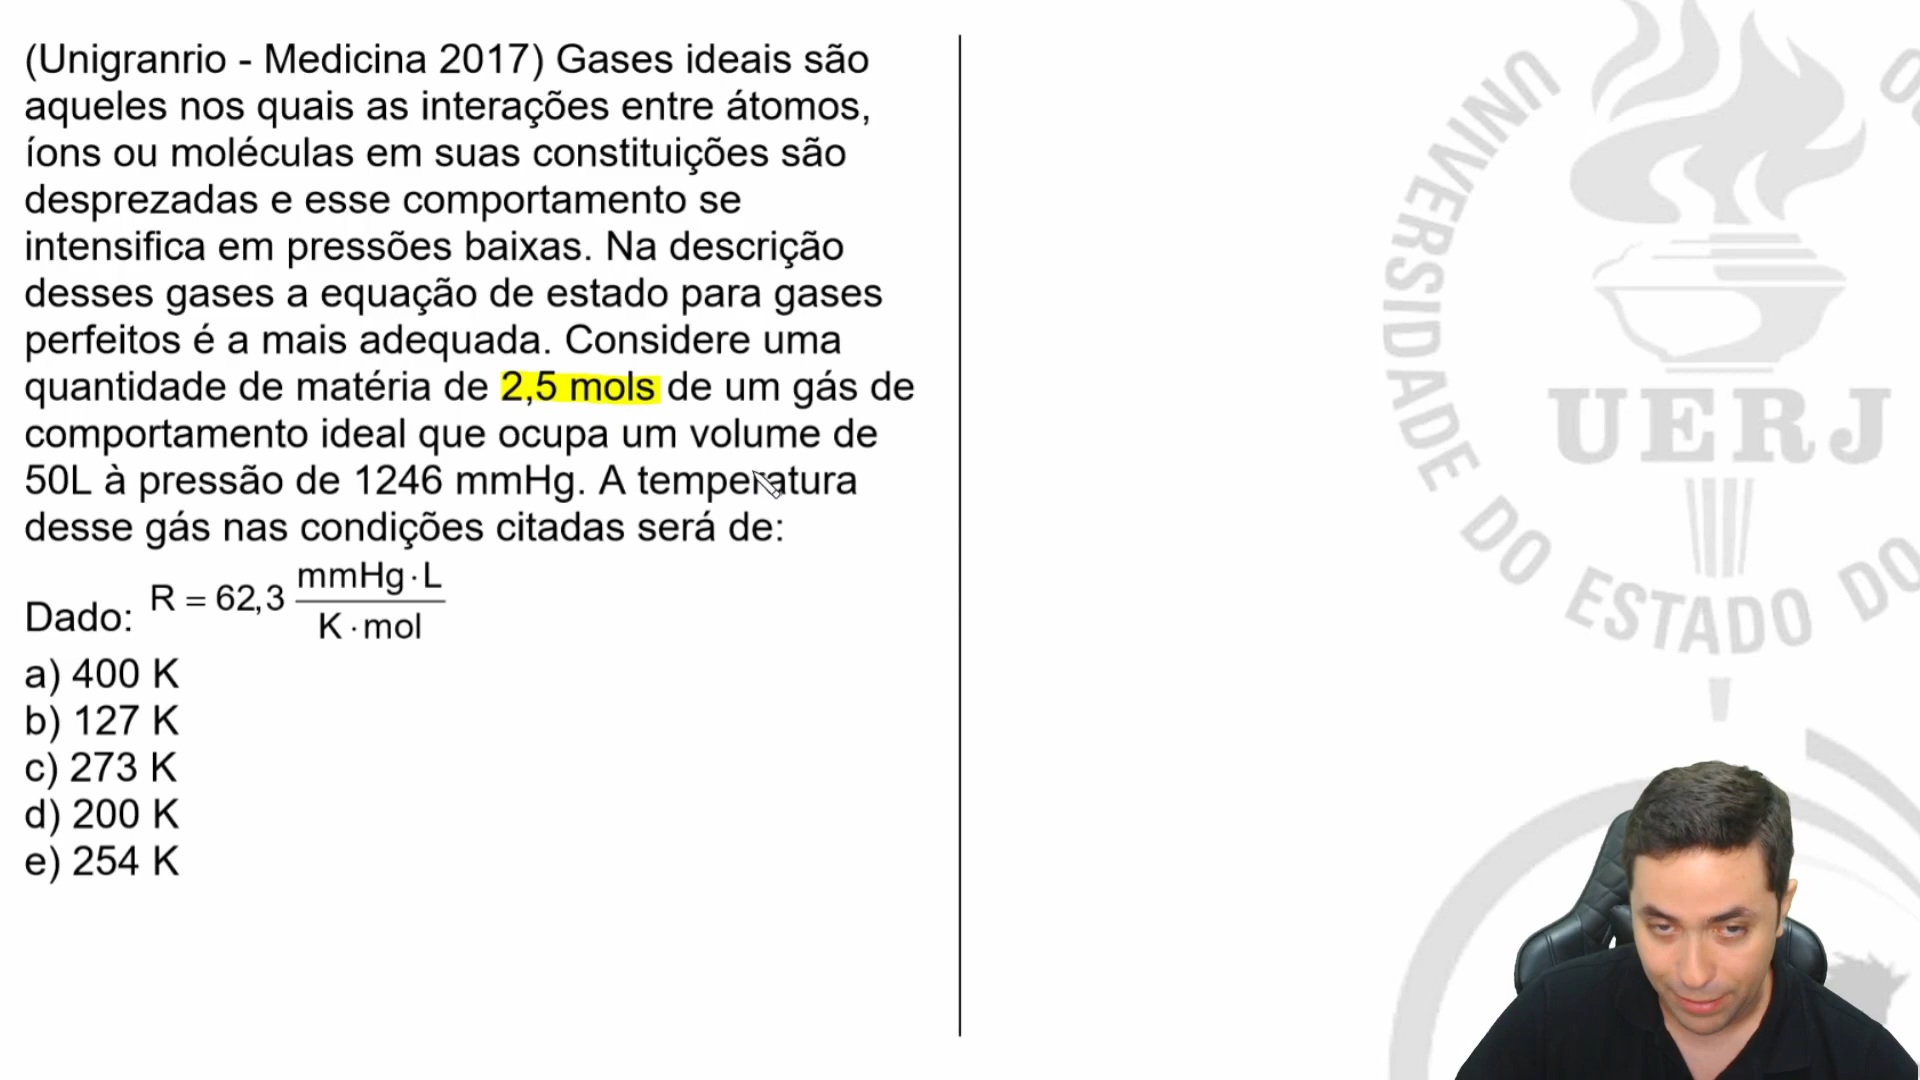 (Unigranrio - Medicina 2017) Gases ideais são
aqueles nos quais as interações entre átomos,
íons ou moléculas em suas constituições são
desprezadas e esse comportamento se
intensifica em pressões baixas. Na descrição
desses gases a equação de estado para gases
perfeitos é a mais adequada. Considere uma
quantidade de matéria de 2,5 mols de um gás de
comportamento ideal que ocupa um volume de
50L à pressão de 1246 mmHg. A temperatura
desse gás nas condições citadas será de:
Dado: R = 62,3 mmHg · L
K · mol
a) 400 K
b) 127 K
c) 273 K
d) 200 K
e) 254 K
UNIVERSIDADE DO ESTADO DO
UERJ